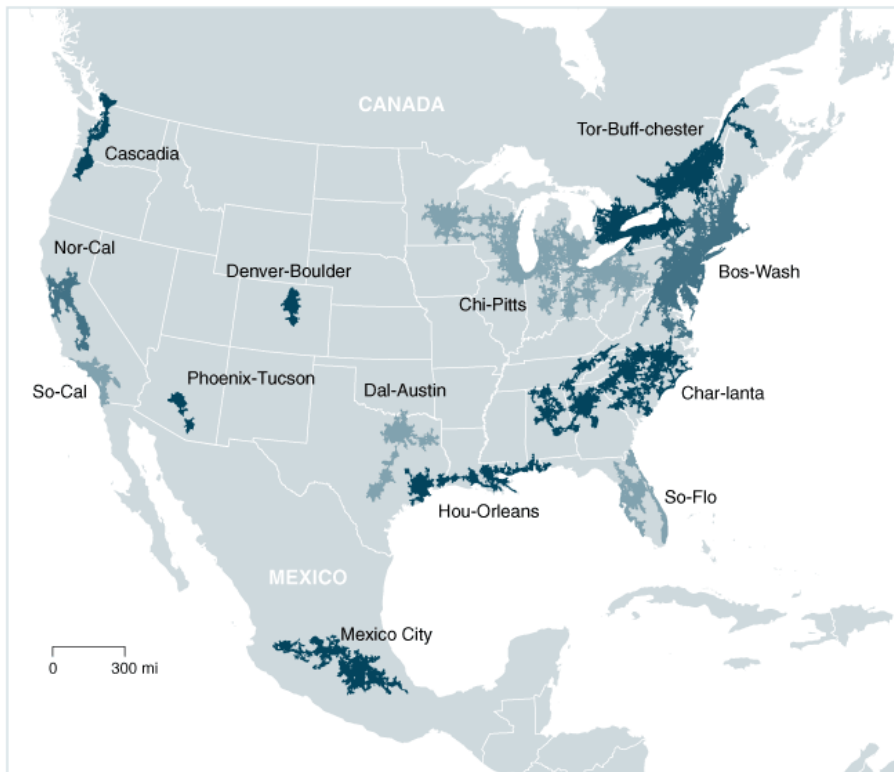 CANADA
Tor-Buff-chester
Cascadia
Nor-Cal
Denver-Boulder
Bos-Wash
Chi-Pitts
Phoenix-Tucson
Dal-Austin
So-Cal
Char-lanta
So-Flo
Hou-Orleans
MEXICO
Mexico City
0 300 mi